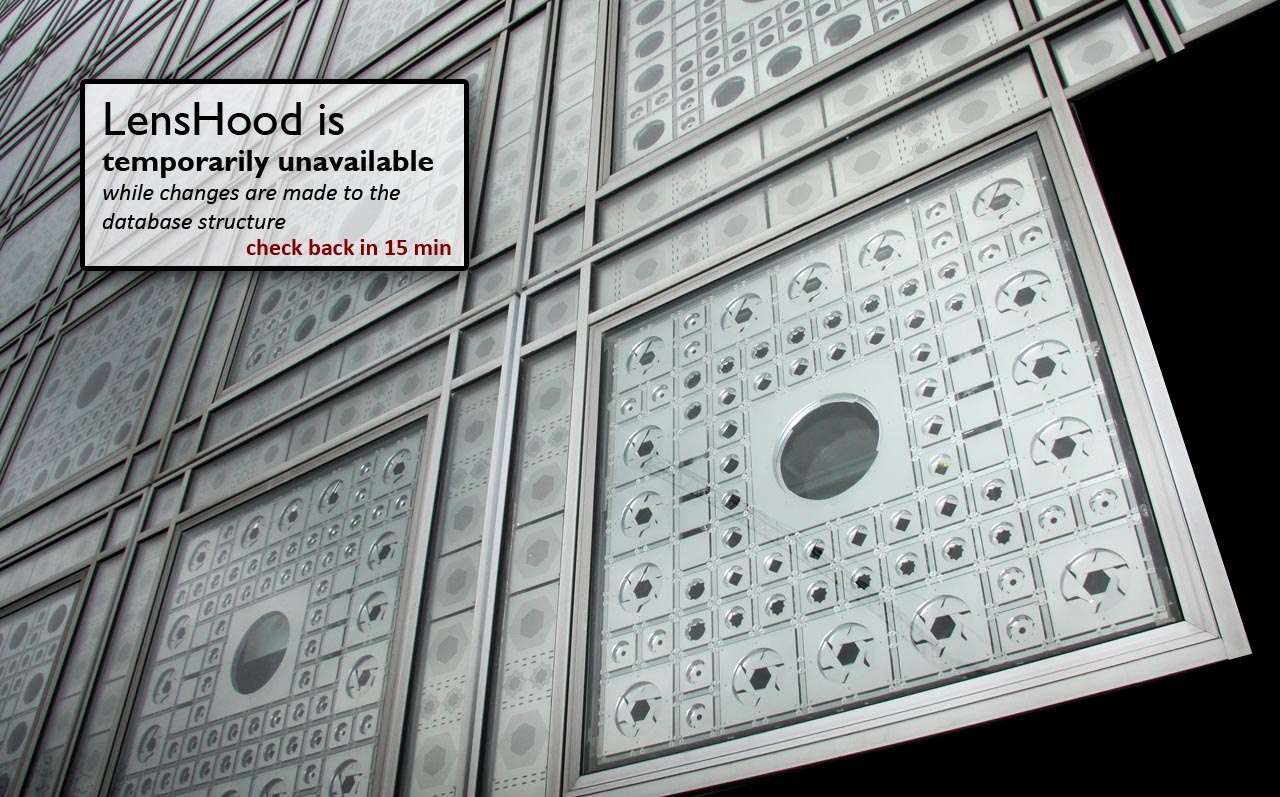 LensHood is
temporarily unavailable
while changes are made to the
database structure
check back in 15 min